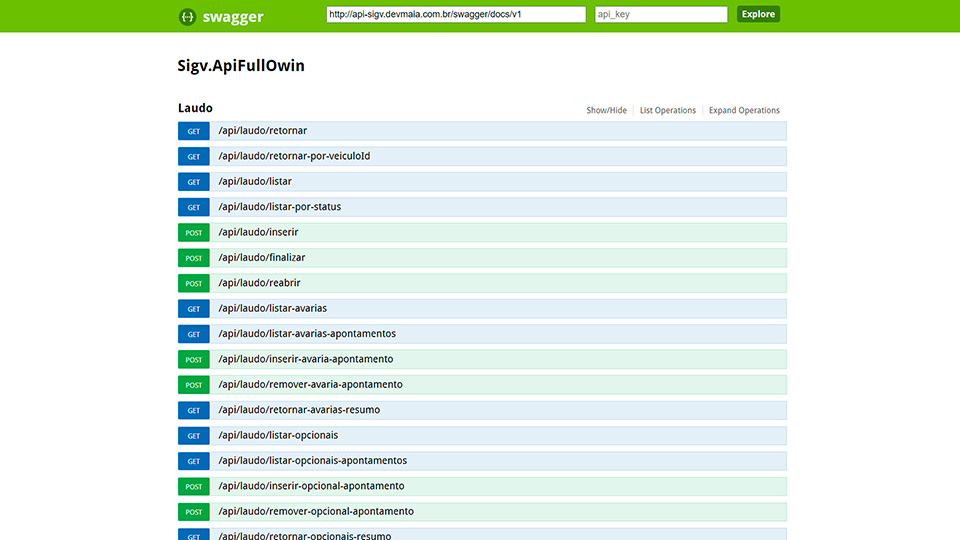 swagger http://api-sigv.devmaia.com.br/swagger/docs/v1 api_key Explore
Sigv.ApiFullOwin
Laudo Show/Hide List Operations Expand Operations
GET /api/laudo/retornar
GET /api/laudo/retornar-por-veiculoId
GET /api/laudo/listar
GET /api/laudo/listar-por-status
POST /api/laudo/inserir
POST /api/laudo/finalizar
POST /api/laudo/reabrir
GET /api/laudo/listar-avarias
GET /api/laudo/listar-avarias-apontamentos
POST /api/laudo/inserir-avaria-apontamento
POST /api/laudo/remover-avaria-apontamento
GET /api/laudo/retornar-avarias-resumo
GET /api/laudo/listar-opcionais
GET /api/laudo/listar-opcionais-apontamentos
POST /api/laudo/inserir-opcional-apontamento
POST /api/laudo/remover-opcional-apontamento
GET /api/laudo/retornar-opcionais-resumo